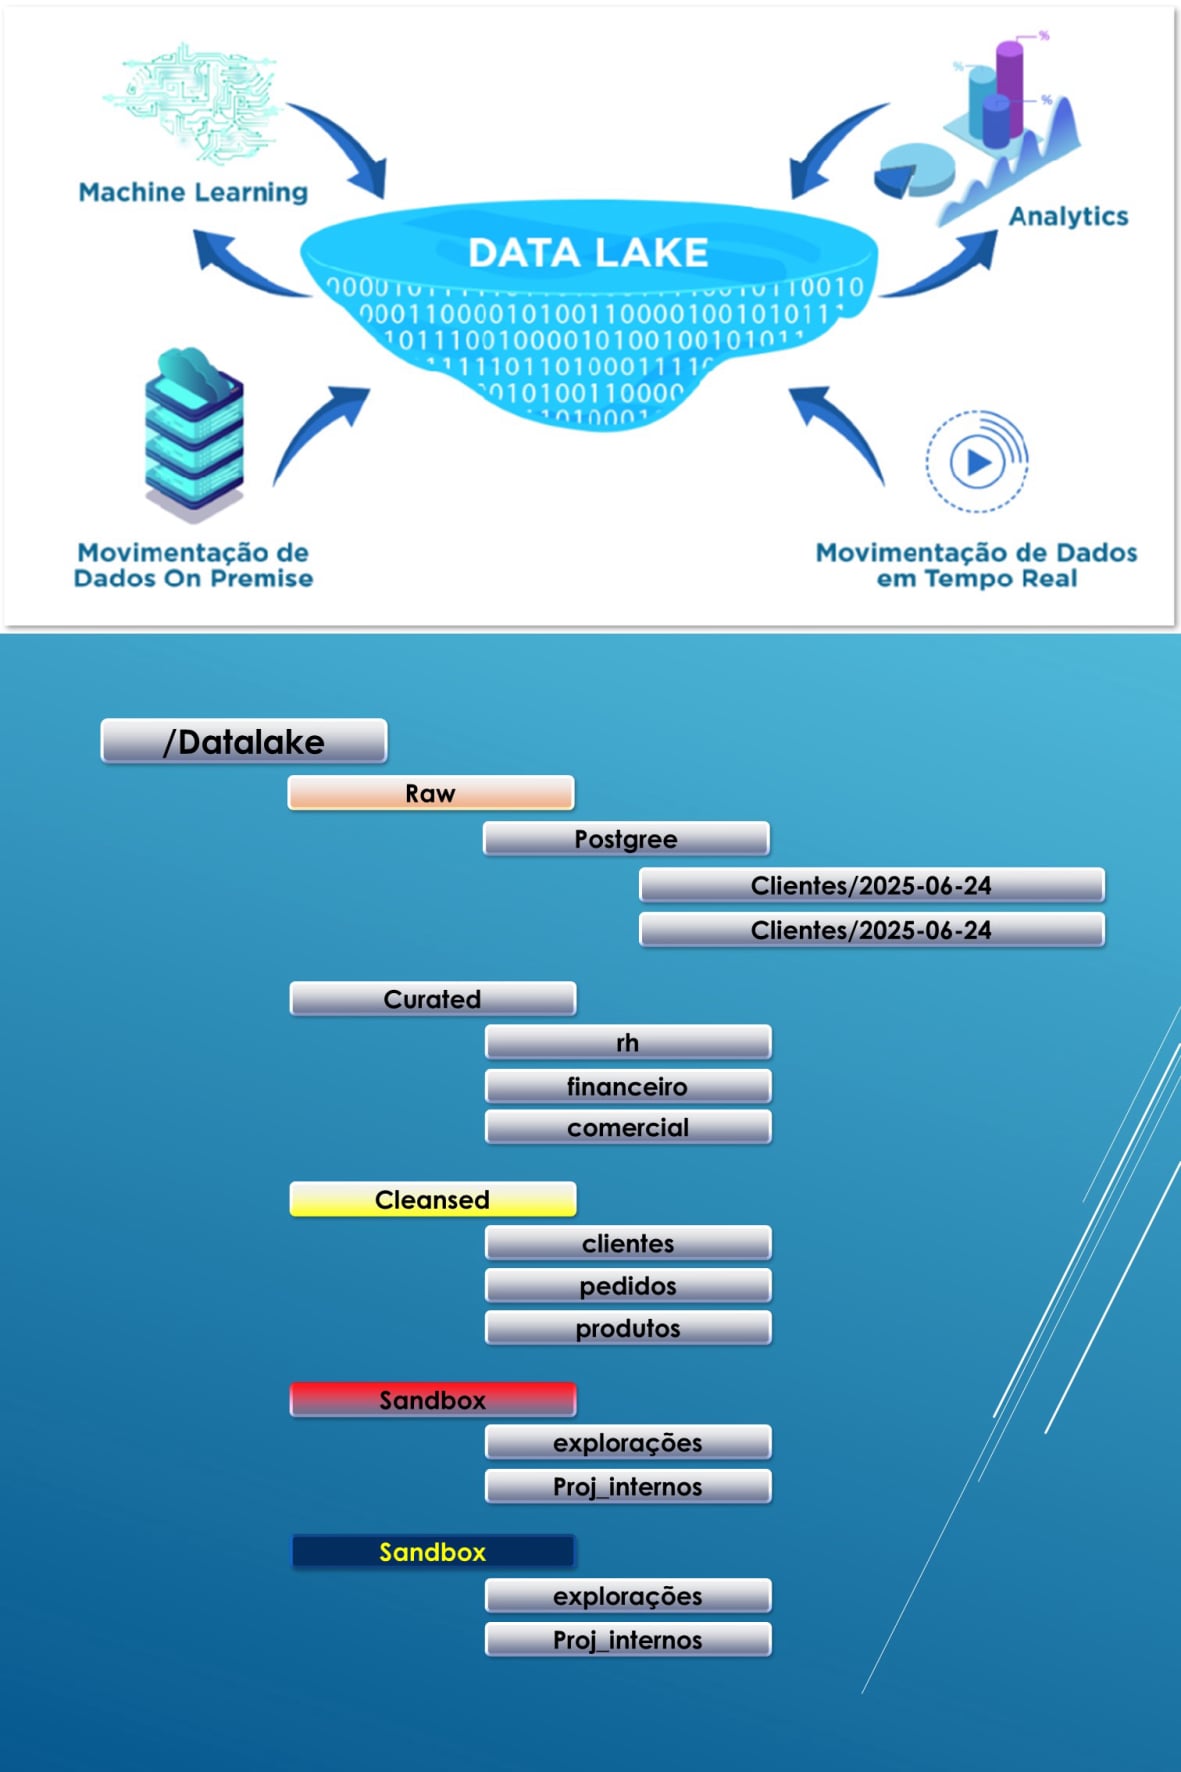 %
%
%
Machine Learning
Analytics
DATA LAKE
Movimentação de
Dados On Premise
Movimentação de Dados
em Tempo Real
/Datalake
Raw
Postgree
Clientes/2025-06-24
Clientes/2025-06-24
Curated
rh
financeiro
comercial
Cleansed
clientes
pedidos
produtos
Sandbox
explorações
Proj_internos
Sandbox
explorações
Proj_internos